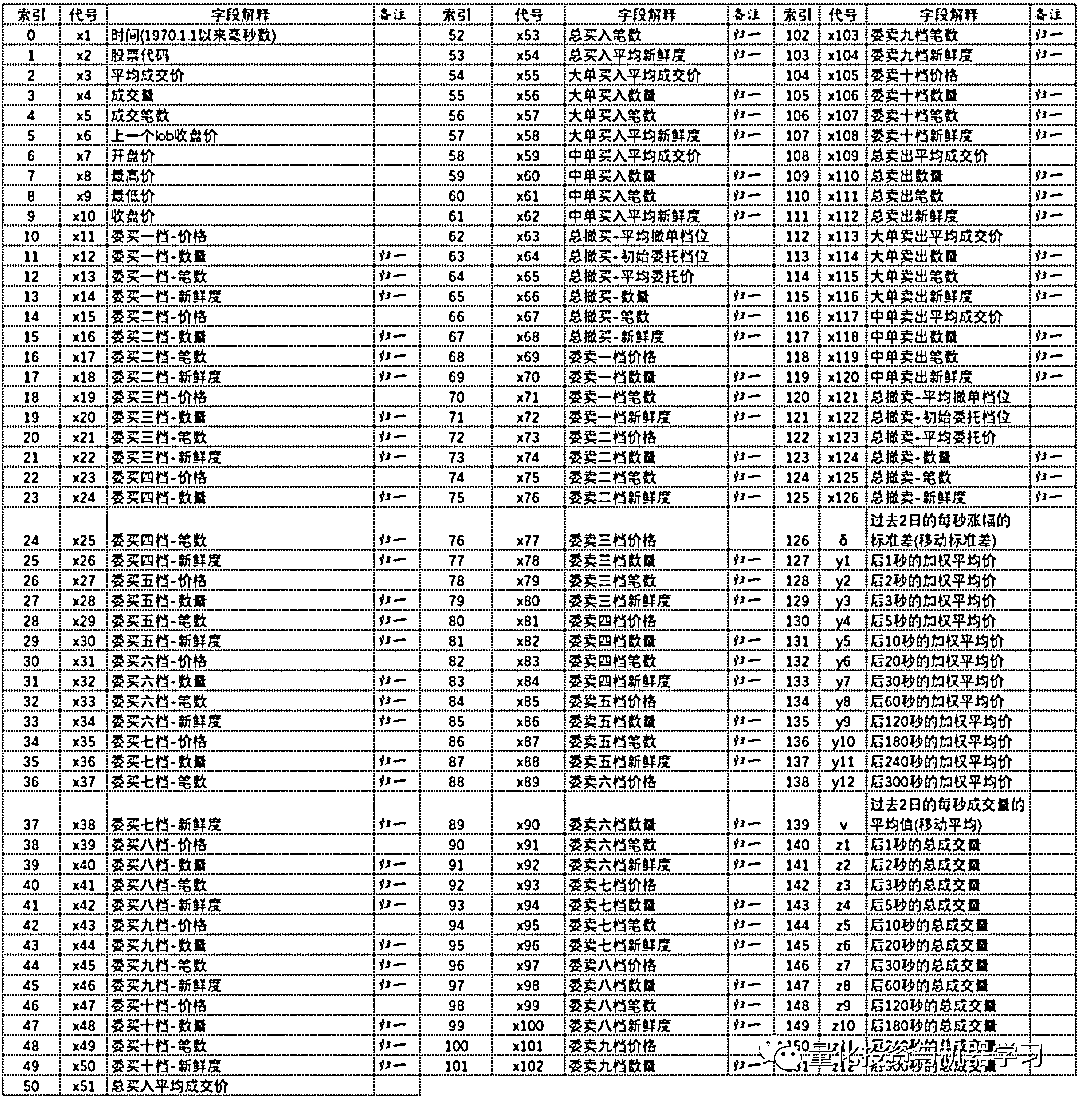 索引 代号 字段解释 备注 索引 代号 字段解释 备注 索引 代号 字段解释 备注
0 x1 时间(1970.1.1以来毫秒数) 52 x53 总买入笔数 归一 102 x103 委卖九档笔数 归一
1 x2 股票代码 53 x54 总买入平均新鲜度 归一 103 x104 委卖九档新鲜度 归一
2 x3 平均成交价 54 x55 大单买入平均成交价 104 x105 委卖十档价格
3 x4 成交量 55 x56 大单买入数量 归一 105 x106 委卖十档数量 归一
4 x5 成交笔数 56 x57 大单买入笔数 归一 106 x107 委卖十档笔数 归一
5 x6 上一个lob收盘价 57 x58 大单买入平均新鲜度 归一 107 x108 委卖十档新鲜度 归一
6 x7 开盘价 58 x59 中单买入平均成交价 108 x109 总卖出平均成交价
7 x8 最高价 59 x60 中单买入数量 归一 109 x110 总卖出数量 归一
8 x9 最低价 60 x61 中单买入笔数 归一 110 x111 总卖出笔数 归一
9 x10 收盘价 61 x62 中单买入平均新鲜度 归一 111 x112 总卖出新鲜度 归一
10 x11 委买一档-价格 62 x63 总撤买-平均撤单档位 112 x113 大单卖出平均成交价
11 x12 委买一档-数量 归一 63 x64 总撤买-初始委托档位 113 x114 大单卖出数量 归一
12 x13 委买一档-笔数 归一 64 x65 总撤买-平均委托价 114 x115 大单卖出笔数 归一
13 x14 委买一档-新鲜度 归一 65 x66 总撤买-数量 归一 115 x116 大单卖出新鲜度 归一
14 x15 委买二档-价格 66 x67 总撤买-笔数 归一 116 x117 中单卖出平均成交价
15 x16 委买二档-数量 归一 67 x68 总撤买-新鲜度 归一 117 x118 中单卖出数量 归一
16 x17 委买二档-笔数 归一 68 x69 委卖一档价格 118 x119 中单卖出笔数 归一
17 x18 委买二档-新鲜度 归一 69 x70 委卖一档数量 归一 119 x120 中单卖出新鲜度 归一
18 x19 委买三档-价格 70 x71 委卖一档笔数 归一 120 x121 总撤卖-平均撤单档位
19 x20 委买三档-数量 归一 71 x72 委卖一档新鲜度 归一 121 x122 总撤卖-初始委托档位
20 x21 委买三档-笔数 归一 72 x73 委卖二档价格 122 x123 总撤卖-平均委托价
21 x22 委买三档-新鲜度 归一 73 x74 委卖二档数量 归一 123 x124 总撤卖-数量 归一
22 x23 委买四档-价格 74 x75 委卖二档笔数 归一 124 x125 总撤卖-笔数 归一
23 x24 委买四档-数量 归一 75 x76 委卖二档新鲜度 归一 125 x126 总撤卖-新鲜度 归一
过去2日的每秒涨幅的
24 x25 委买四档-笔数 归一 76 x77 委卖三档价格 126 δ 标准差(移动标准差)
25 x26 委买四档-新鲜度 归一 77 x78 委卖三档数量 归一 127 y1 后1秒的加权平均价
26 x27 委买五档-价格 78 x79 委卖三档笔数 归一 128 y2 后2秒的加权平均价
27 x28 委买五档-数量 归一 79 x80 委卖三档新鲜度 归一 129 y3 后3秒的加权平均价
28 x29 委买五档-笔数 归一 80 x81 委卖四档价格 130 y4 后5秒的加权平均价
29 x30 委买五档-新鲜度 归一 81 x82 委卖四档数量 归一 131 y5 后10秒的加权平均价
30 x31 委买六档-价格 82 x83 委卖四档笔数 归一 132 y6 后20秒的加权平均价
31 x32 委买六档-数量 归一 83 x84 委卖四档新鲜度 归一 133 y7 后30秒的加权平均价
32 x33 委买六档-笔数 归一 84 x85 委卖五档价格 134 y8 后60秒的加权平均价
33 x34 委买六档-新鲜度 归一 85 x86 委卖五档数量 归一 135 y9 后120秒的加权平均价
34 x35 委买七档-价格 86 x87 委卖五档笔数 归一 136 y10 后180秒的加权平均价
35 x36 委买七档-数量 归一 87 x88 委卖五档新鲜度 归一 137 y11 后240秒的加权平均价
36 x37 委买七档-笔数 归一 88 x89 委卖六档价格 138 y12 后300秒的加权平均价
过去2日的每秒成交量的
37 x38 委买七档-新鲜度 归一 89 x90 委卖六档数量 归一 139 v 平均值(移动平均)
38 x39 委买八档-价格 90 x91 委卖六档笔数 归一 140 z1 后1秒的总成交量
39 x40 委买八档-数量 归一 91 x92 委卖六档新鲜度 归一 141 z2 后2秒的总成交量
40 x41 委买八档-笔数 归一 92 x93 委卖七档价格 142 z3 后3秒的总成交量
41 x42 委买八档-新鲜度 归一 93 x94 委卖七档数量 归一 143 z4 后5秒的总成交量
42 x43 委买九档-价格 94 x95 委卖七档笔数 归一 144 z5 后10秒的总成交量
43 x44 委买九档-数量 归一 95 x96 委卖七档新鲜度 归一 145 z6 后20秒的总成交量
44 x45 委买九档-笔数 归一 96 x97 委卖八档价格 146 z7 后30秒的总成交量
45 x46 委买九档-新鲜度 归一 97 x98 委卖八档数量 归一 147 z8 后60秒的总成交量
46 x47 委买十档-价格 98 x99 委卖八档笔数 归一 148 z9 后120秒的总成交量
47 x48 委买十档-数量 归一 99 x100 委卖八档新鲜度 归一 149 z10 后180秒的总成交量
48 x49 委买十档-笔数 归一 100 x101 委卖九档价格
49 x50 委买十档-新鲜度 归一 101 x102 委卖九档数量 归一
量化投资与机器学习
50 x51 总买入平均成交价